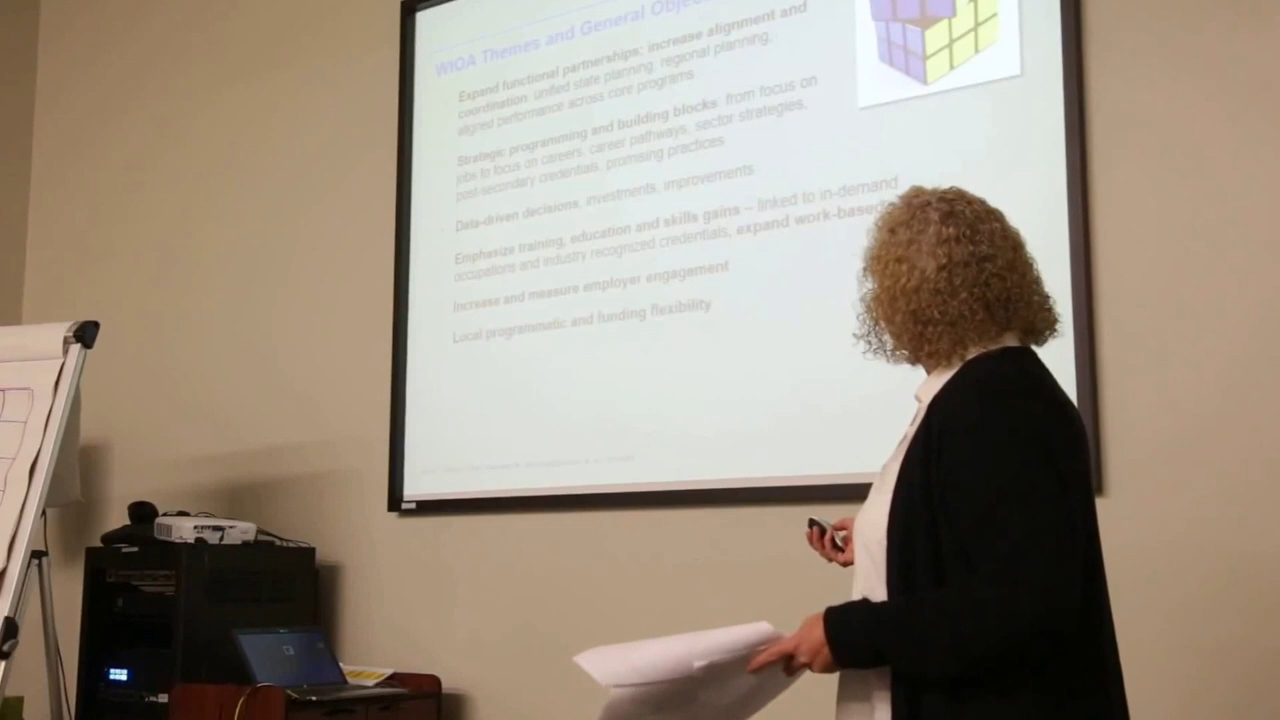 WIOA Themes and General
Expand functional partnerships: increase alignment and
coordination: unified state planning, regional planning,
aligned performance across core programs
Strategic programming and building blocks: from focus on
jobs to focus on careers, career pathways, sector strategies,
post-secondary credentials, promising practices
Data-driven decisions, investments, improvements
Emphasize training, education and skills gains – linked to in-demand
occupations and industry recognized credentials, expand work-based
Increase and measure employer engagement
Local programmatic and funding flexibility